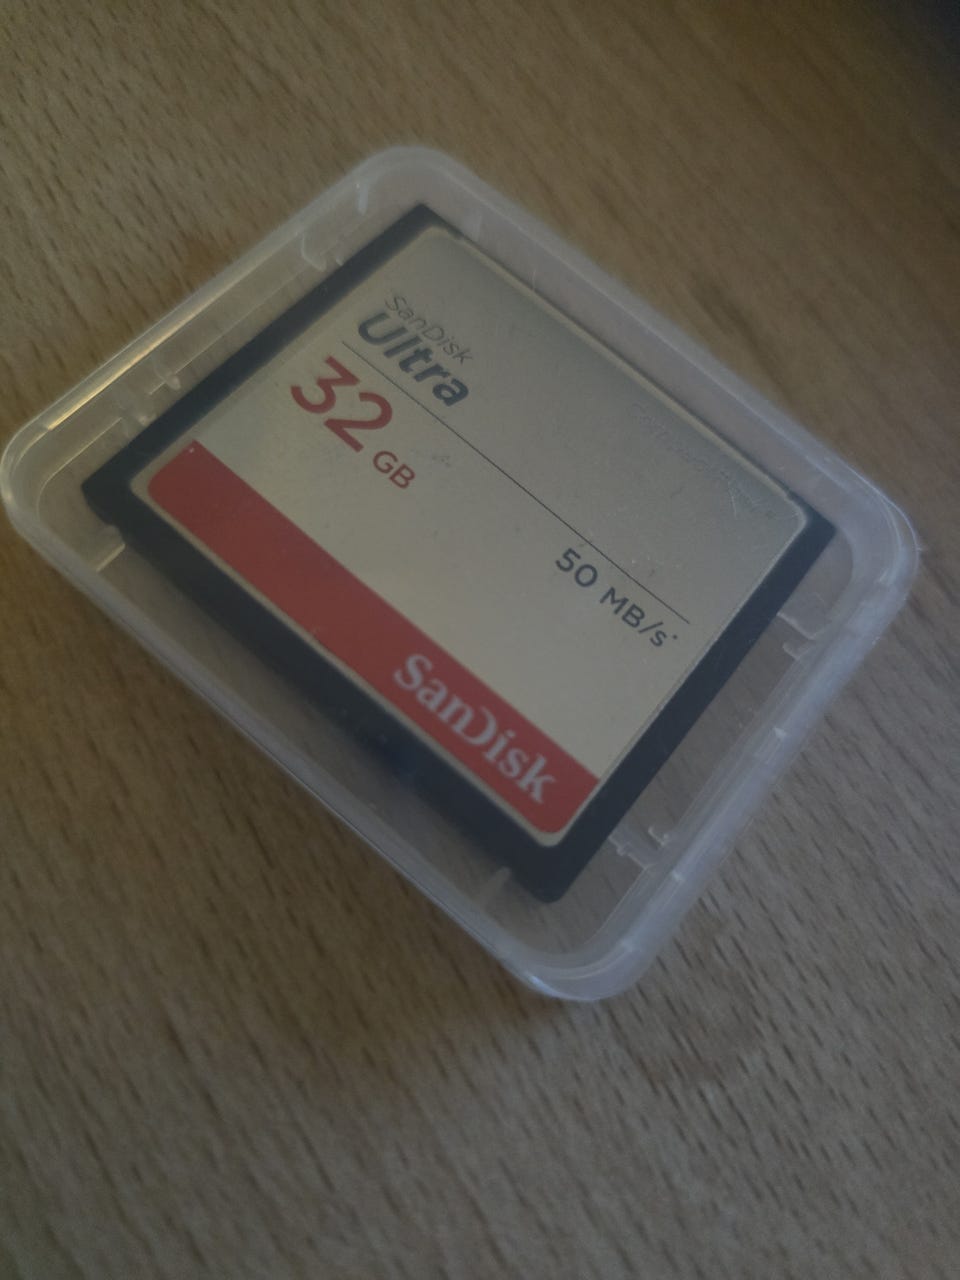 SanDisk
Ultra
32 GB
50 MB/s*
SanDisk